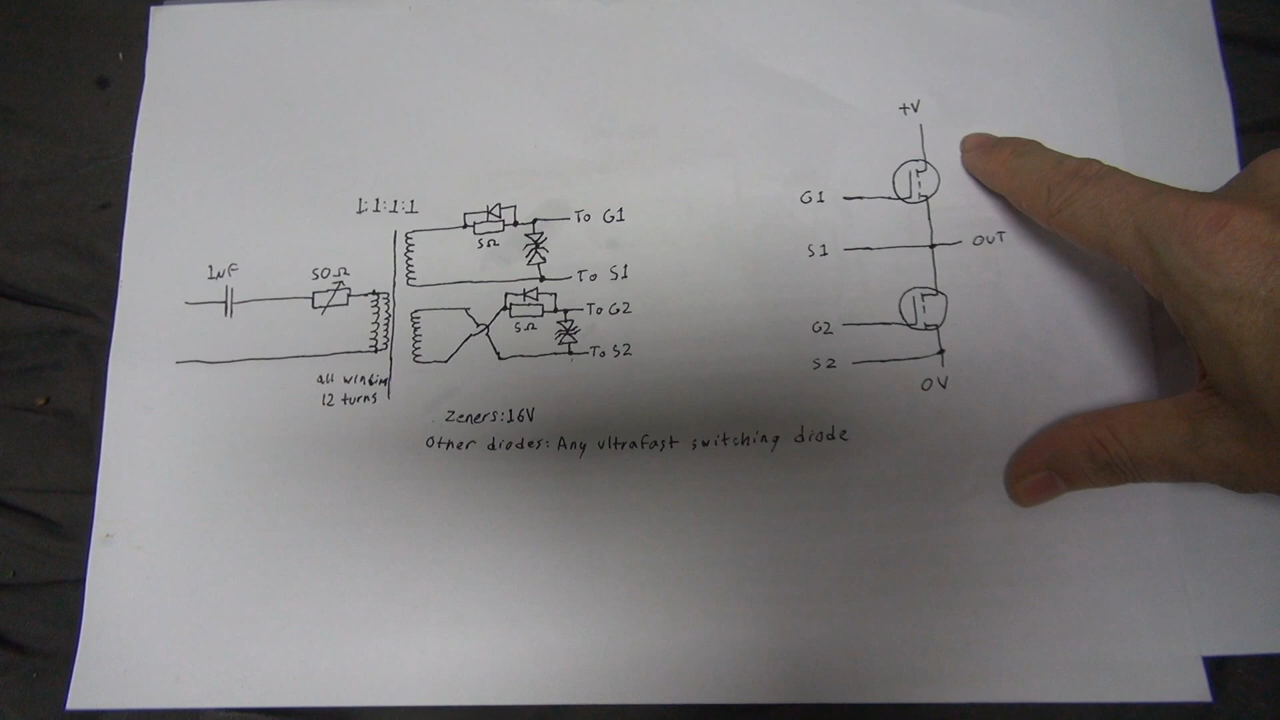 1:1:1:1
1uF
50Ω
5Ω
To G1
To S1
5Ω
To G2
To S2
all windin
12 turns
Zeners:16V
Other diodes: Any ultrafast switching diode
+V
G1
S1
OUT
G2
S2
0V